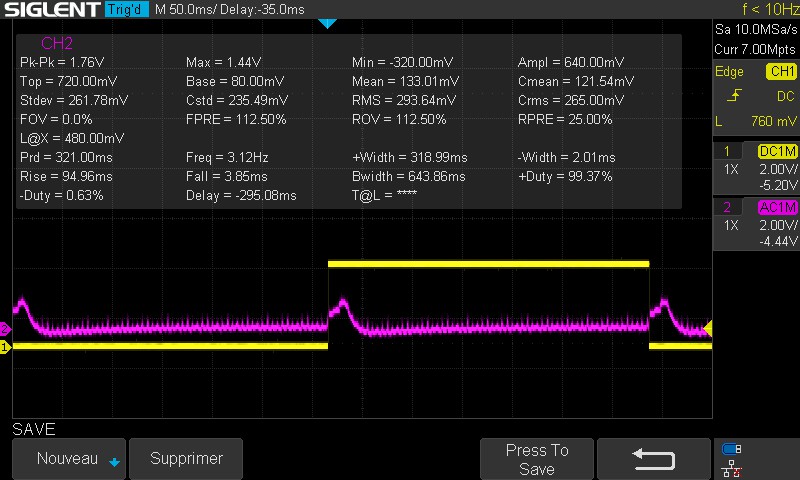 SIGLENT Trig'd M 50.0ms/ Delay:-35.0ms f < 10Hz
Sa 10.0MSa/s
Curr 7.00Mpts
Edge CH1
DC
L 760 mV
1 DC1M
1X 2.00V/
-5.20V
2 AC1M
1X 2.00V/
-4.44V
CH2
Pk-Pk = 1.76V Max = 1.44V Min = -320.00mV Ampl = 640.00mV
Top = 720.00mV Base = 80.00mV Mean = 133.01mV Cmean = 121.54mV
Stdev = 261.78mV Cstd = 235.49mV RMS = 293.64mV Crms = 265.00mV
FOV = 0.0% FPRE = 112.50% ROV = 112.50% RPRE = 25.00%
L@X = 480.00mV
Prd = 321.00ms Freq = 3.12Hz +Width = 318.99ms -Width = 2.01ms
Rise = 94.96ms Fall = 3.85ms Bwidth = 643.86ms +Duty = 99.37%
-Duty = 0.63% Delay = -295.08ms T@L = ****
2
1
SAVE
Nouveau Supprimer Press To
Save